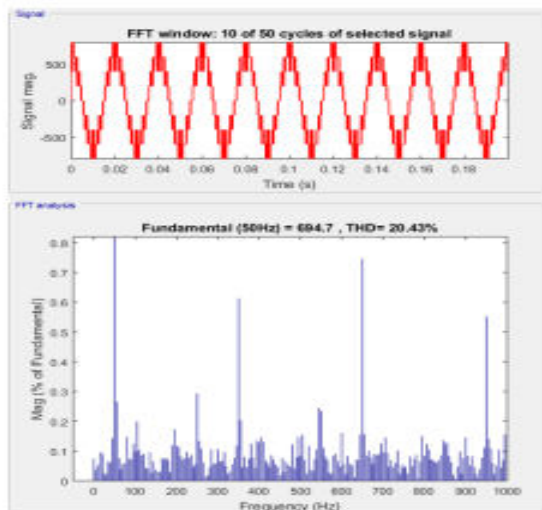 Signal
FFT window: 10 of 50 cycles of selected signal
Signal mag.
500
0
-500
0 0.02 0.04 0.06 0.08 0.1 0.12 0.14 0.16 0.18
Time (s)
FFT analysis
Fundamental (50Hz) = 694.7 , THD= 20.43%
Mag (% of Fundamental)
0.8
0.7
0.6
0.5
0.4
0.3
0.2
0.1
0
0 100 200 300 400 500 600 700 800 900 1000
Frequency (Hz)